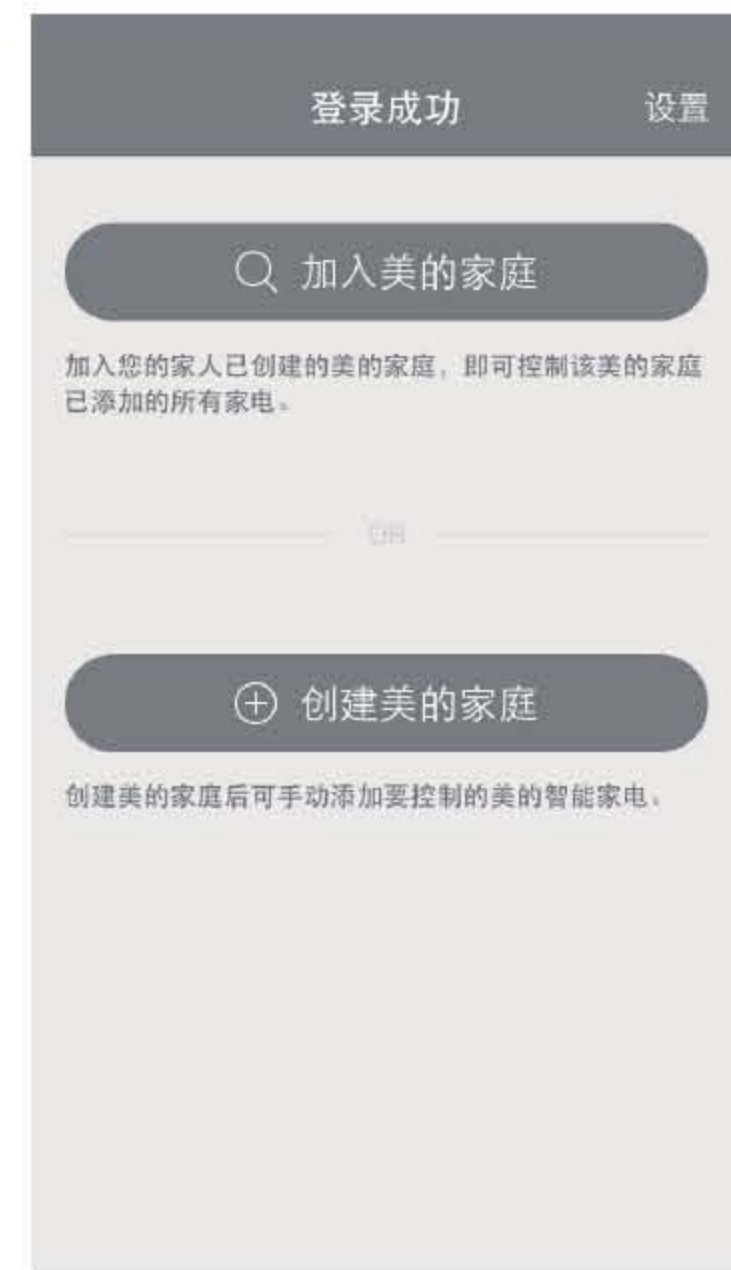 登录成功 设置
加入美的家庭
加入您的家人已创建的美的家庭，即可控制该美的家庭
已添加的所有家电。
OR
创建美的家庭
创建美的家庭后可手动添加要控制的美的智能家电。